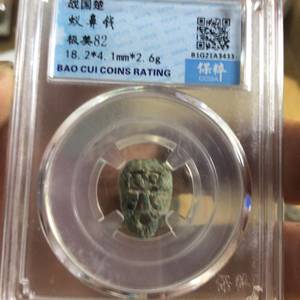 战国楚
蚁鼻钱
极美82
18.2*4.1mm*2.6g
BAO CUI COINS RATING
B1G21A3453
保粹